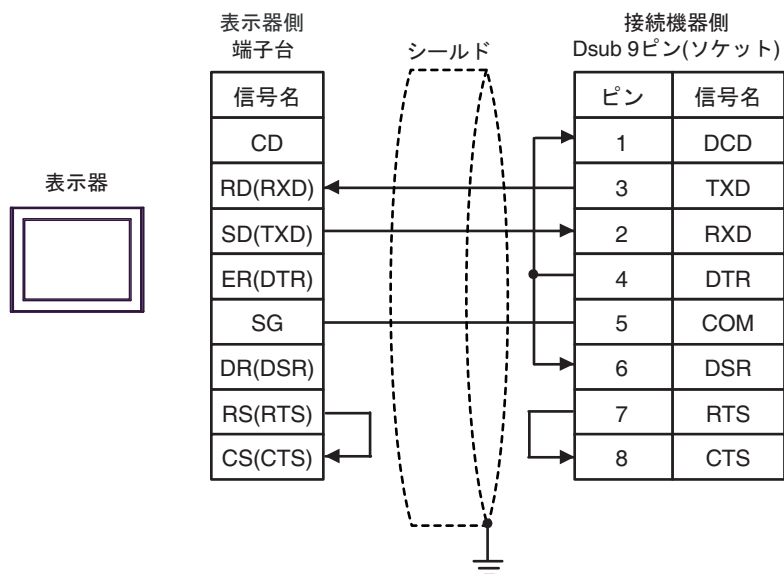 表示器
表示器側
端子台
信号名
CD
RD(RXD)
SD(TXD)
ER(DTR)
SG
DR(DSR)
RS(RTS)
CS(CTS)
シールド
接続機器側
Dsub 9ピン(ソケット)
ピン 信号名
1 DCD
3 TXD
2 RXD
4 DTR
5 COM
6 DSR
7 RTS
8 CTS